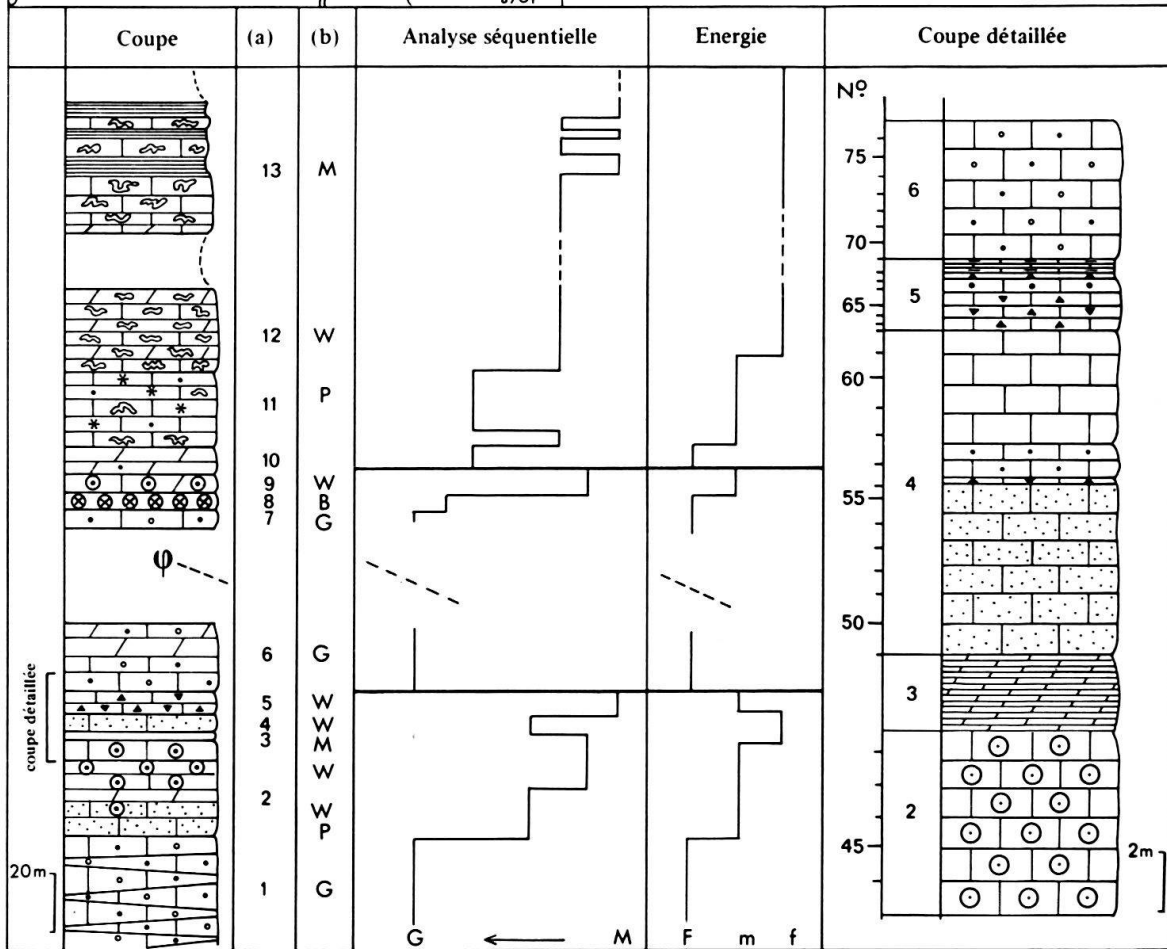 Coupe (a) (b) Analyse séquentielle Energie Coupe détaillée
Nº
75
13 M
6
70
5
65
12 W
60
P
11
10
9 W
8 B
7 G
4
55
φ
50
6 G
coupe détaillée
5 W
4 W
3 M
3
W
2
W
P
2
45
20m
1 G
2m
G M F m f